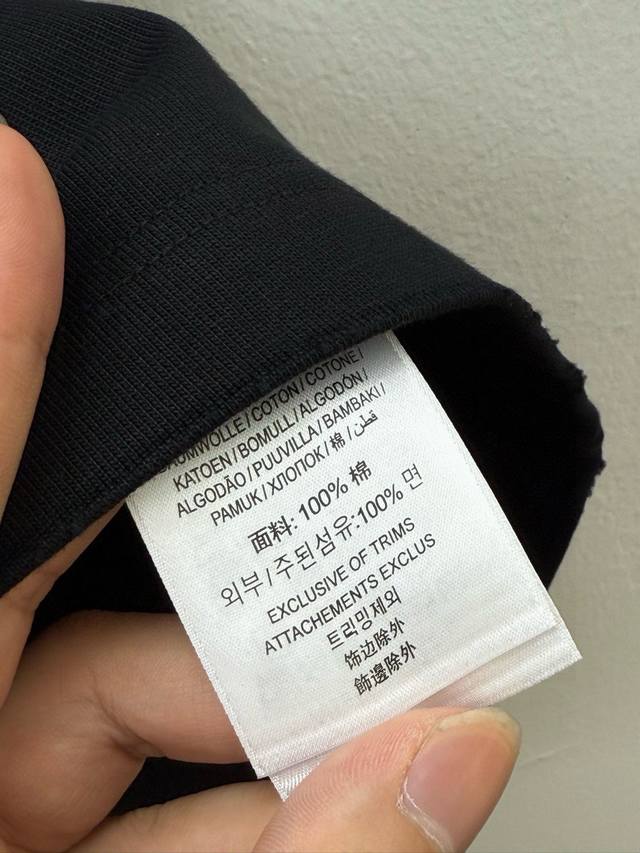 BAUMWOLLE / COTTON / COTONE /
KATOEN / BOMULL / ALGODÓN /
ALGODÃO / PUUVILLA / BAMBAKI /
PAMUK / ХЛОПОК / 棉 / قطن
面料: 100% 棉
외부 / 주된섬유:100% 면
EXCLUSIVE OF TRIMS
ATTACHEMENTS EXCLUS
트리밍제외
饰边除外
飾邊除外